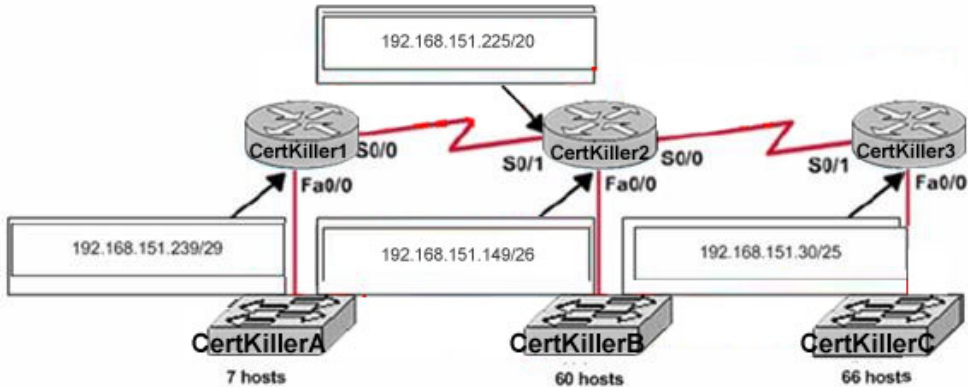 192.168.151.225/20
CertKiller1
S0/0
S0/1
CertKiller2
S0/0
S0/1
CertKiller3
Fa0/0
Fa0/0
Fa0/0
192.168.151.239/29
192.168.151.149/26
192.168.151.30/25
CertKillerA
CertKillerB
CertKillerC
7 hosts
60 hosts
66 hosts